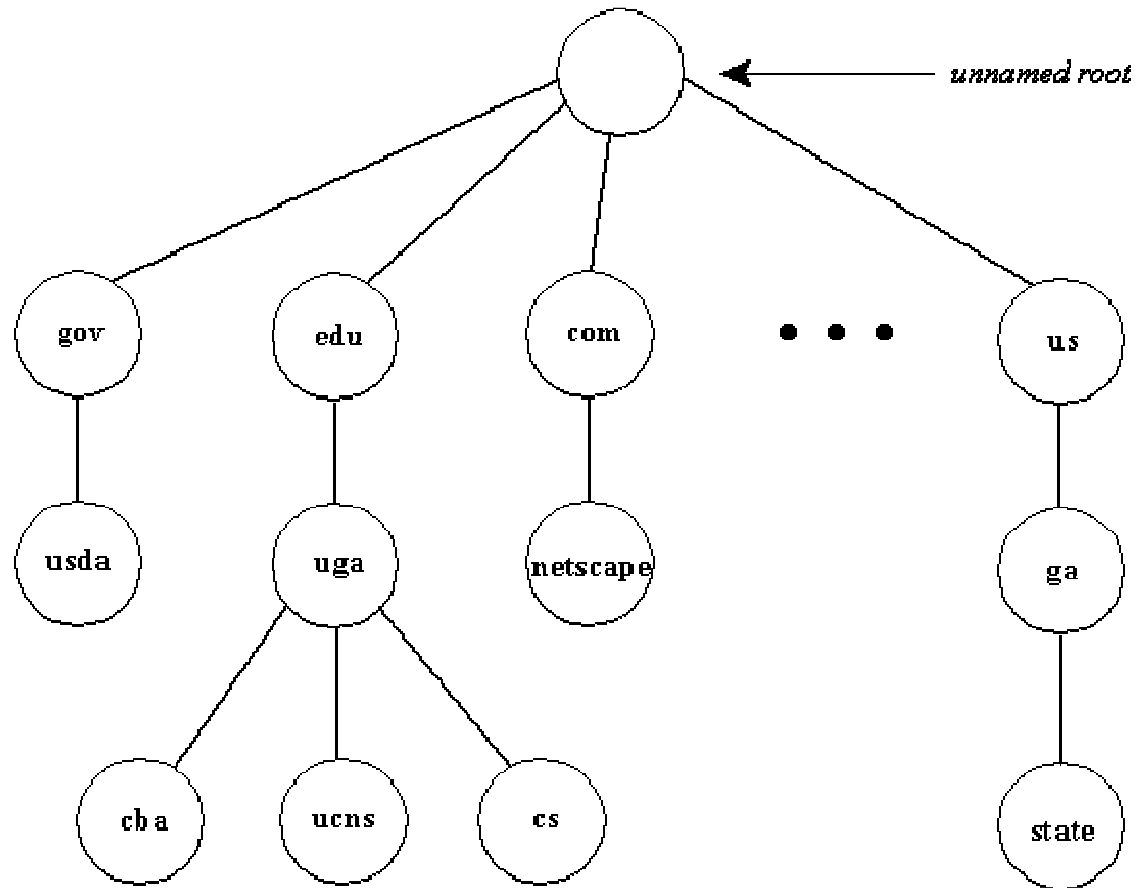 unnamed root
gov
edu
com
us
usda
uga
netscape
ga
cba
ucns
cs
state